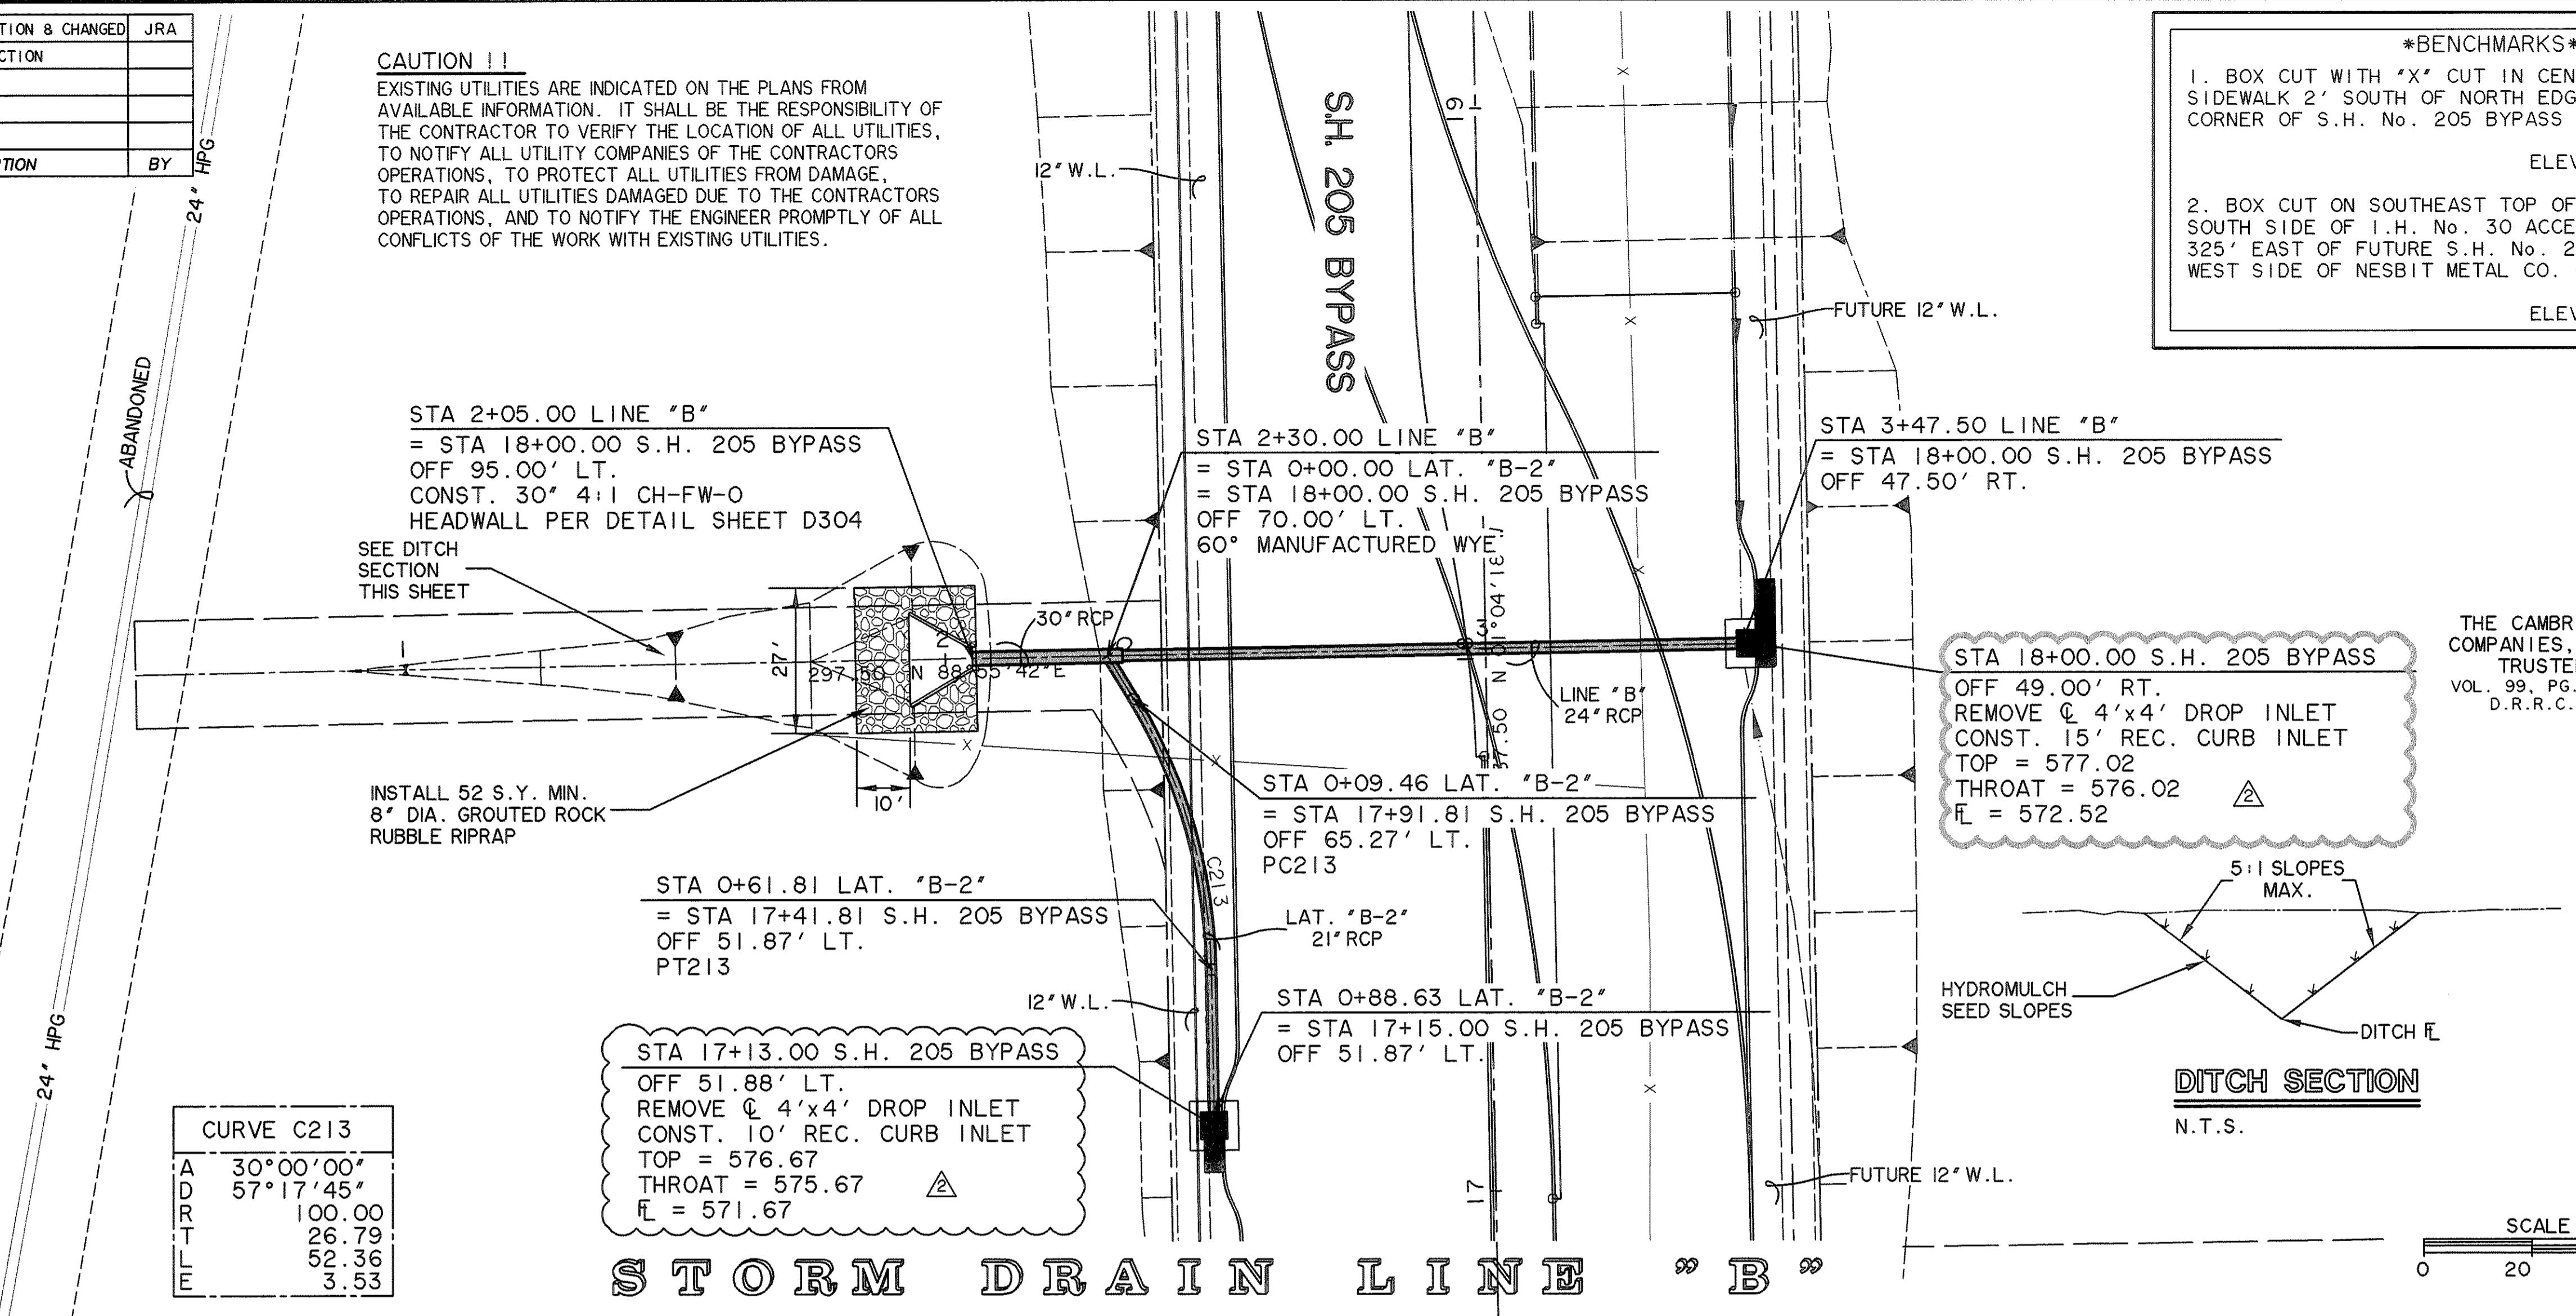 TION & CHANGED JRA
CTION
PTION BY
24" HPG
ABANDONED
24" HPG
CAUTION !!
EXISTING UTILITIES ARE INDICATED ON THE PLANS FROM
AVAILABLE INFORMATION. IT SHALL BE THE RESPONSIBILITY OF
THE CONTRACTOR TO VERIFY THE LOCATION OF ALL UTILITIES,
TO NOTIFY ALL UTILITY COMPANIES OF THE CONTRACTORS
OPERATIONS, TO PROTECT ALL UTILITIES FROM DAMAGE,
TO REPAIR ALL UTILITIES DAMAGED DUE TO THE CONTRACTORS
OPERATIONS, AND TO NOTIFY THE ENGINEER PROMPTLY OF ALL
CONFLICTS OF THE WORK WITH EXISTING UTILITIES.
12" W.L.
S.H. 205 BYPASS
19
FUTURE 12" W.L.
*BENCHMARKS*
1. BOX CUT WITH "X" CUT IN CEN
SIDEWALK 2' SOUTH OF NORTH EDG
CORNER OF S.H. No. 205 BYPASS
ELEV
2. BOX CUT ON SOUTHEAST TOP OF
SOUTH SIDE OF I.H. No. 30 ACCE
325' EAST OF FUTURE S.H. No. 2
WEST SIDE OF NESBIT METAL CO.
ELEV
STA 2+05.00 LINE "B"
= STA 18+00.00 S.H. 205 BYPASS
OFF 95.00' LT.
CONST. 30" 4:1 CH-FW-O
HEADWALL PER DETAIL SHEET D304
SEE DITCH
SECTION
THIS SHEET
STA 2+30.00 LINE "B"
= STA 0+00.00 LAT. "B-2"
= STA 18+00.00 S.H. 205 BYPASS
OFF 70.00' LT.
60° MANUFACTURED WYE
STA 3+47.50 LINE "B"
= STA 18+00.00 S.H. 205 BYPASS
OFF 47.50' RT.
30" RCP
27'
2
297.50 N 88°55'42"E
3
N 01°04'18"
37.50
LINE "B"
24" RCP
10'
INSTALL 52 S.Y. MIN.
8" DIA. GROUTED ROCK
RUBBLE RIPRAP
STA 18+00.00 S.H. 205 BYPASS
OFF 49.00' RT.
REMOVE ℄ 4'x4' DROP INLET
CONST. 15' REC. CURB INLET
TOP = 577.02
THROAT = 576.02
2
FL = 572.52
THE CAMBR
COMPANIES,
TRUSTE
VOL. 99, PG.
D.R.R.C.
STA 0+09.46 LAT. "B-2"
= STA 17+91.81 S.H. 205 BYPASS
OFF 65.27' LT.
PC213
STA 0+61.81 LAT. "B-2"
= STA 17+41.81 S.H. 205 BYPASS
OFF 51.87' LT.
PT213
C213
LAT. "B-2"
21" RCP
12" W.L.
STA 0+88.63 LAT. "B-2"
= STA 17+15.00 S.H. 205 BYPASS
OFF 51.87' LT.
STA 17+13.00 S.H. 205 BYPASS
OFF 51.88' LT.
REMOVE ℄ 4'x4' DROP INLET
CONST. 10' REC. CURB INLET
TOP = 576.67
THROAT = 575.67
2
FL = 571.67
5:1 SLOPES
MAX.
HYDROMULCH
SEED SLOPES
DITCH FL
DITCH SECTION
N.T.S.
17
FUTURE 12" W.L.
CURVE C213
A 30°00'00"
D 57°17'45"
R 100.00
T 26.79
L 52.36
E 3.53
STORM DRAIN LINE "B"
SCALE
0 20